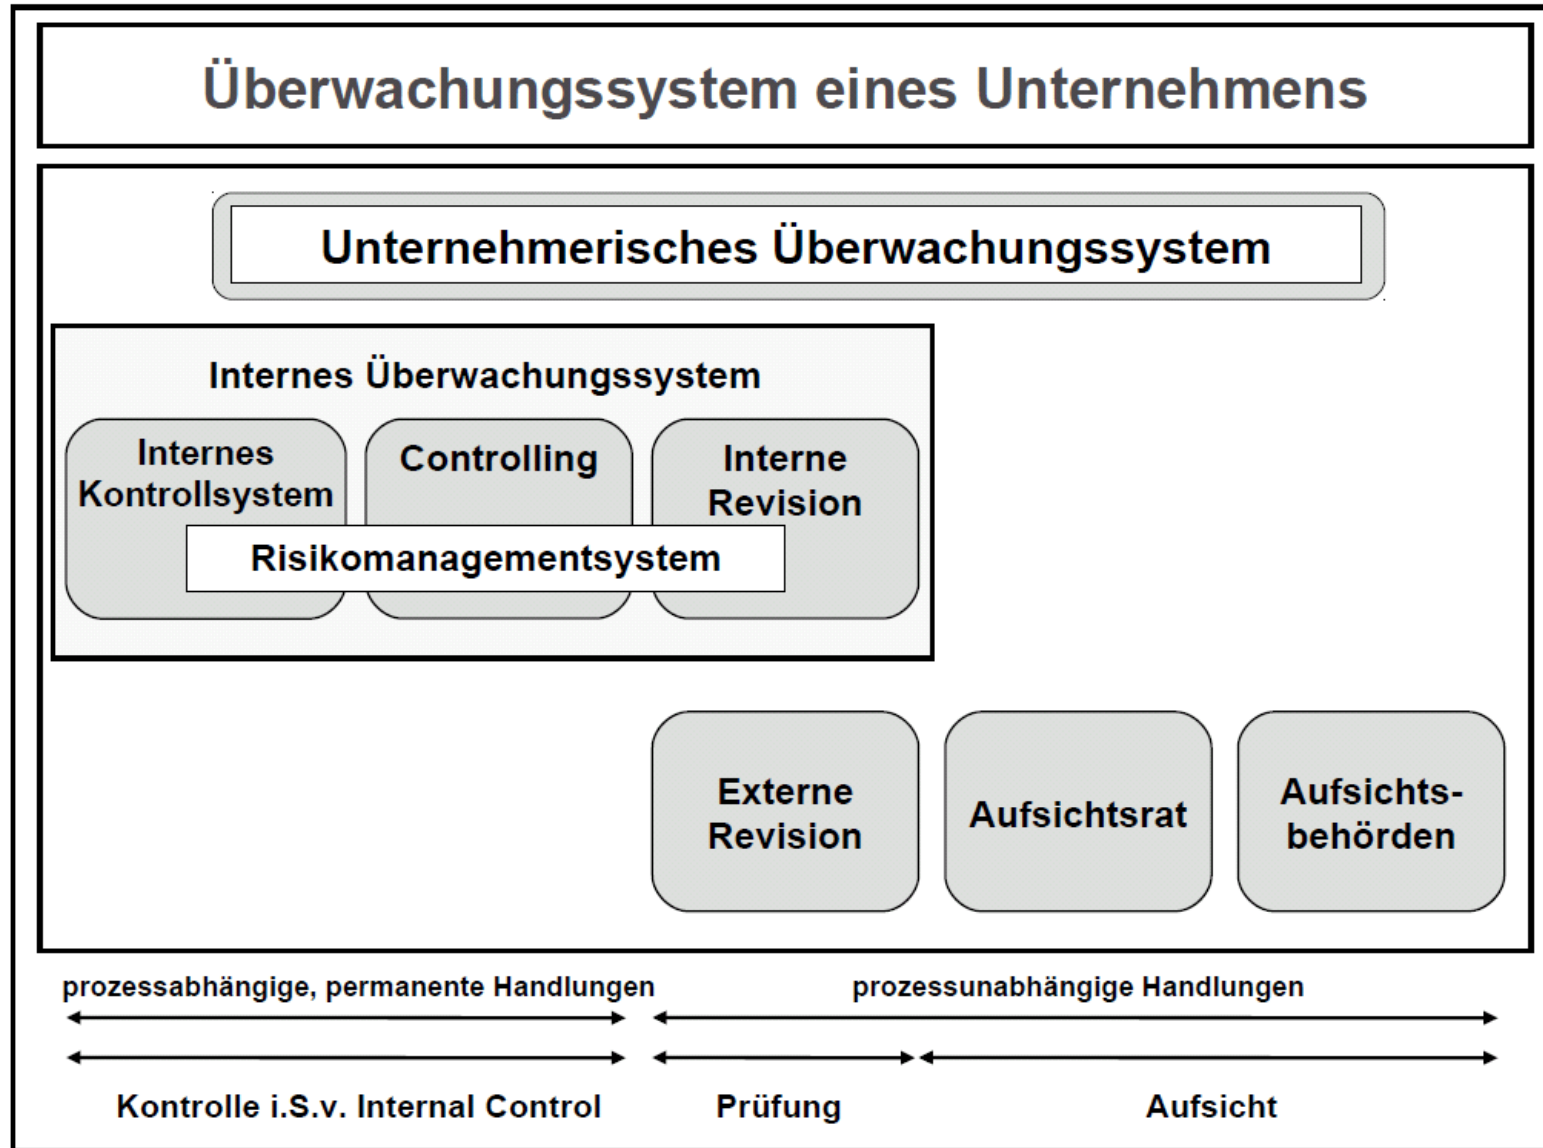 Überwachungssystem eines Unternehmens
Unternehmerisches Überwachungssystem
Internes Überwachungssystem
Internes
Kontrollsystem
Controlling
Interne
Revision
Risikomanagementsystem
Externe
Revision
Aufsichtsrat
Aufsichts-
behörden
prozessabhängige, permanente Handlungen
prozessunabhängige Handlungen
Kontrolle i.S.v. Internal Control
Prüfung
Aufsicht